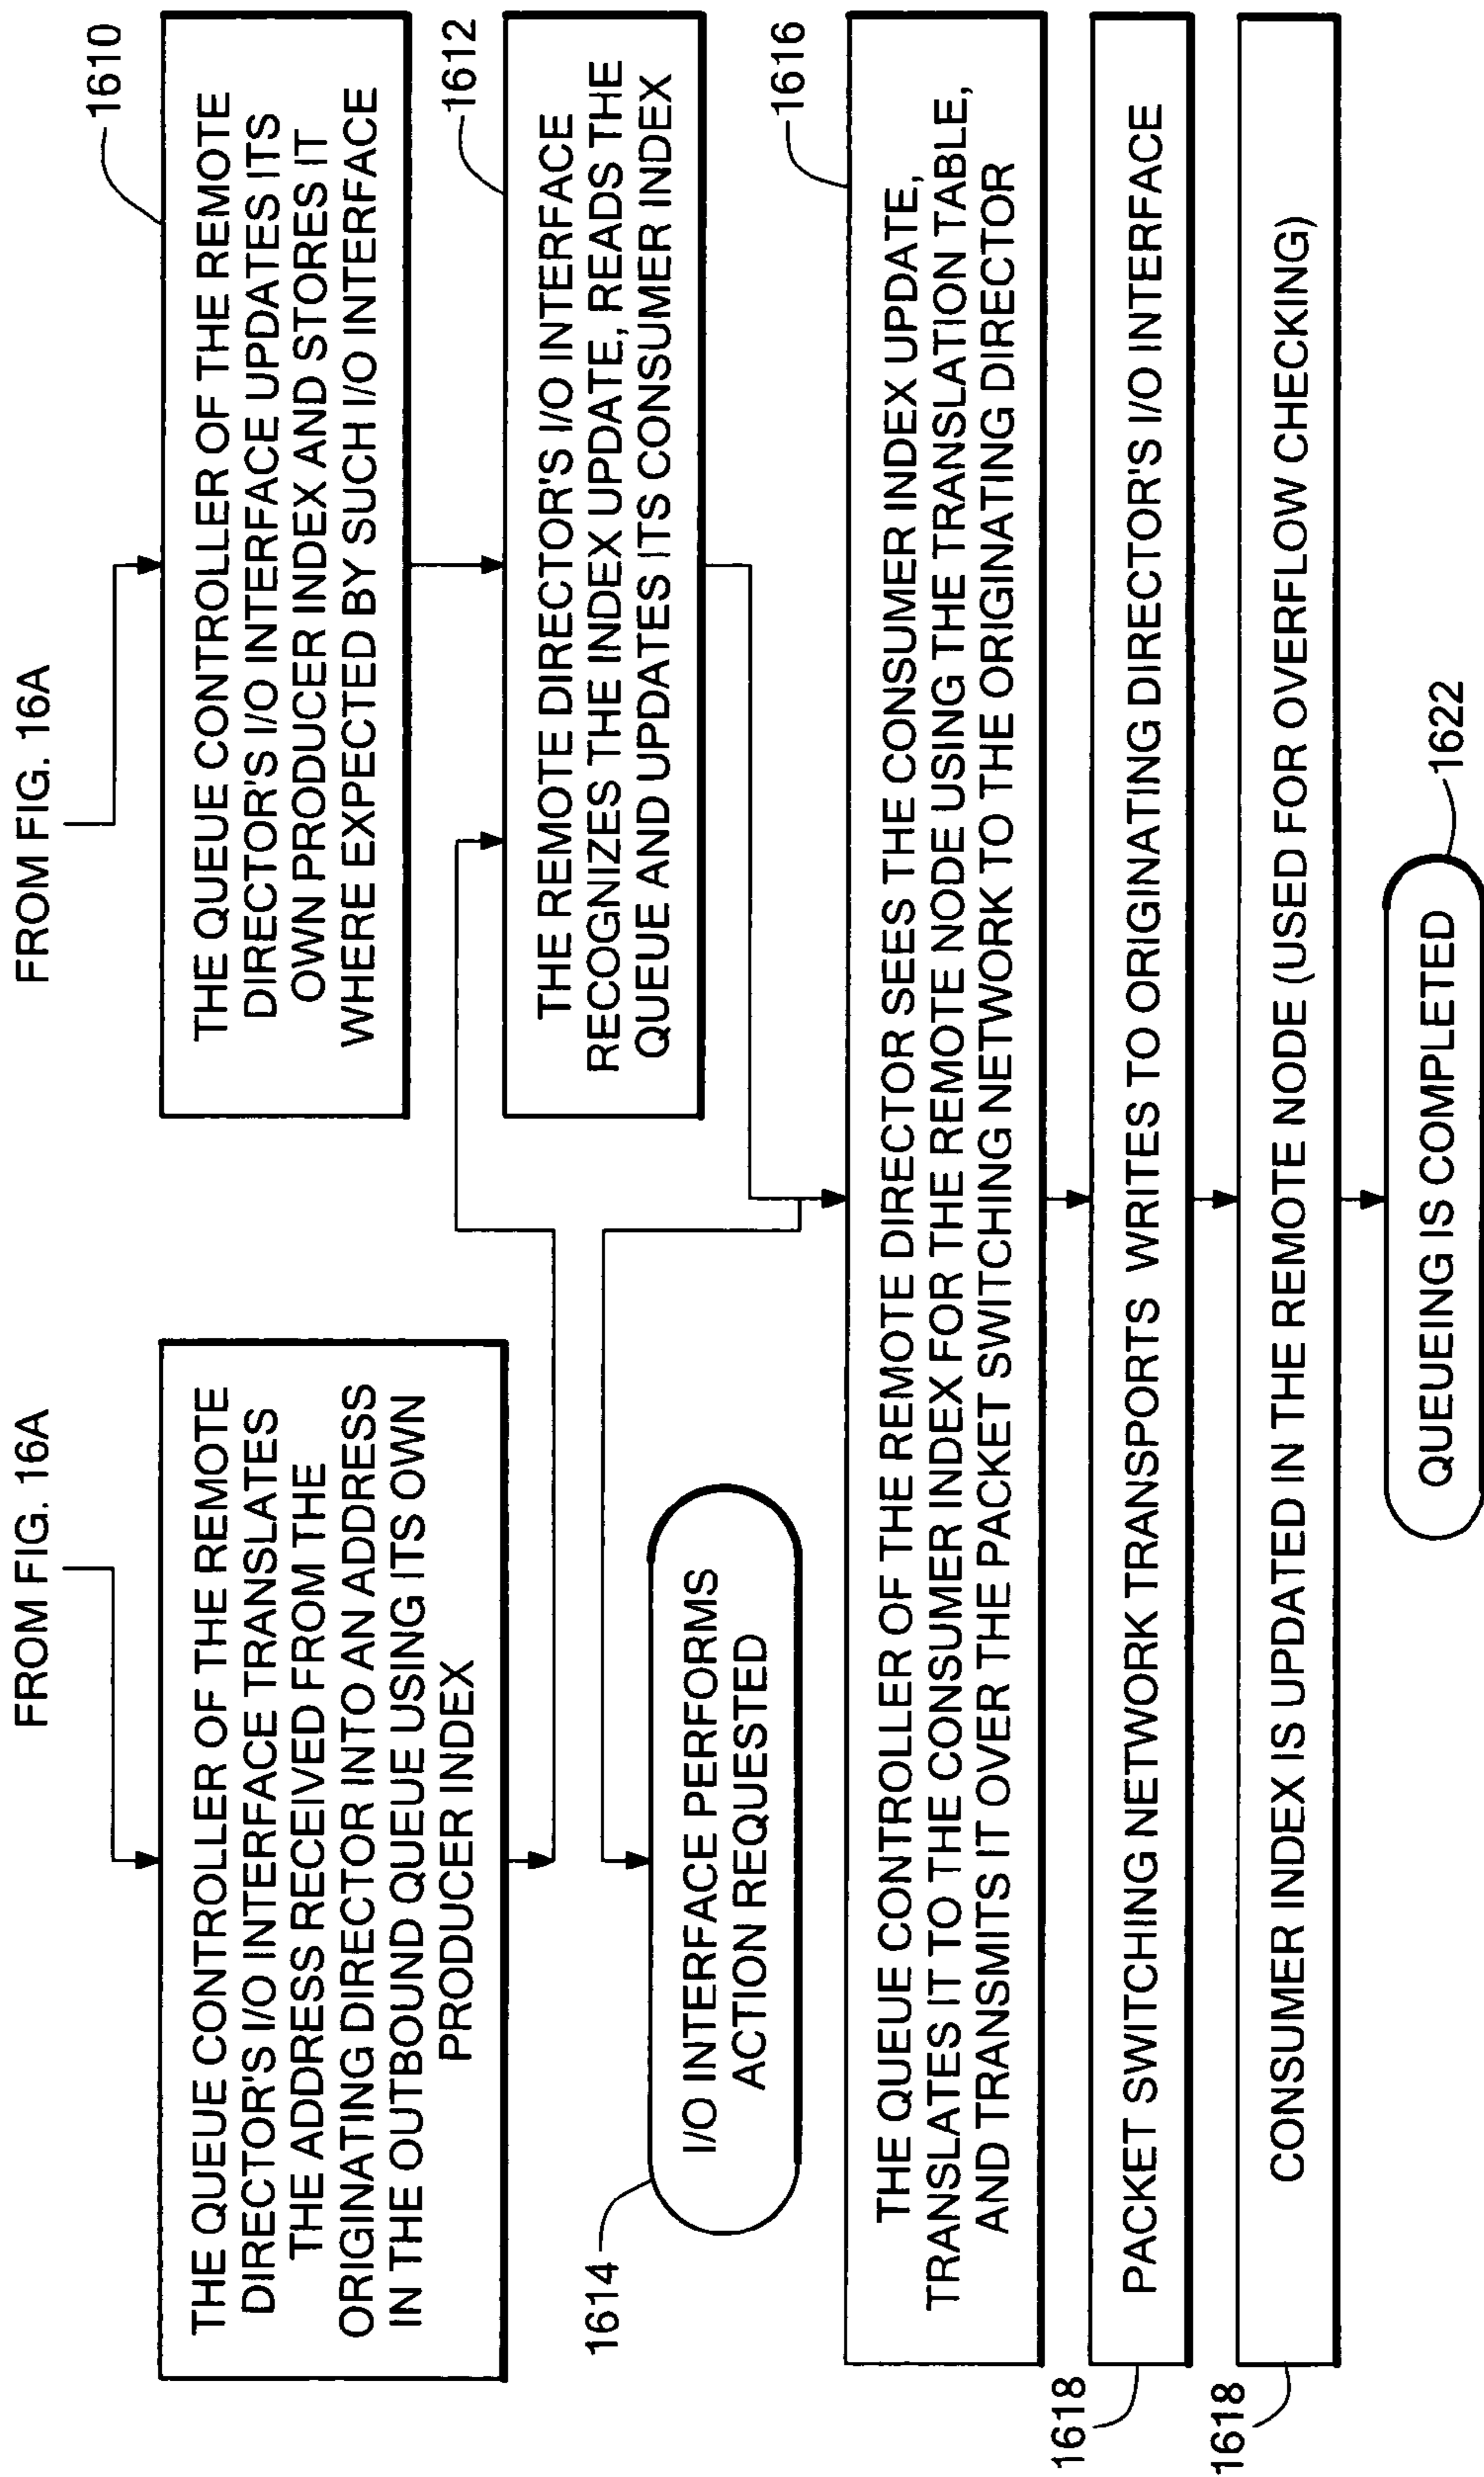 FROM FIG. 16A
THE QUEUE CONTROLLER OF THE REMOTE
DIRECTOR'S I/O INTERFACE TRANSLATES
THE ADDRESS RECEIVED FROM THE
ORIGINATING DIRECTOR INTO AN ADDRESS
IN THE OUTBOUND QUEUE USING ITS OWN
PRODUCER INDEX
FROM FIG. 16A
1610
THE QUEUE CONTROLLER OF THE REMOTE
DIRECTOR'S I/O INTERFACE UPDATES ITS
OWN PRODUCER INDEX AND STORES IT
WHERE EXPECTED BY SUCH I/O INTERFACE
1612
THE REMOTE DIRECTOR'S I/O INTERFACE
RECOGNIZES THE INDEX UPDATE, READS THE
QUEUE AND UPDATES ITS CONSUMER INDEX
1614
I/O INTERFACE PERFORMS
ACTION REQUESTED
1616
THE QUEUE CONTROLLER OF THE REMOTE DIRECTOR SEES THE CONSUMER INDEX UPDATE,
TRANSLATES IT TO THE CONSUMER INDEX FOR THE REMOTE NODE USING THE TRANSLATION TABLE,
AND TRANSMITS IT OVER THE PACKET SWITCHING NETWORK TO THE ORIGINATING DIRECTOR
1618
PACKET SWITCHING NETWORK TRANSPORTS WRITES TO ORIGINATING DIRECTOR'S I/O INTERFACE
1618
CONSUMER INDEX IS UPDATED IN THE REMOTE NODE (USED FOR OVERFLOW CHECKING)
QUEUEING IS COMPLETED
1622